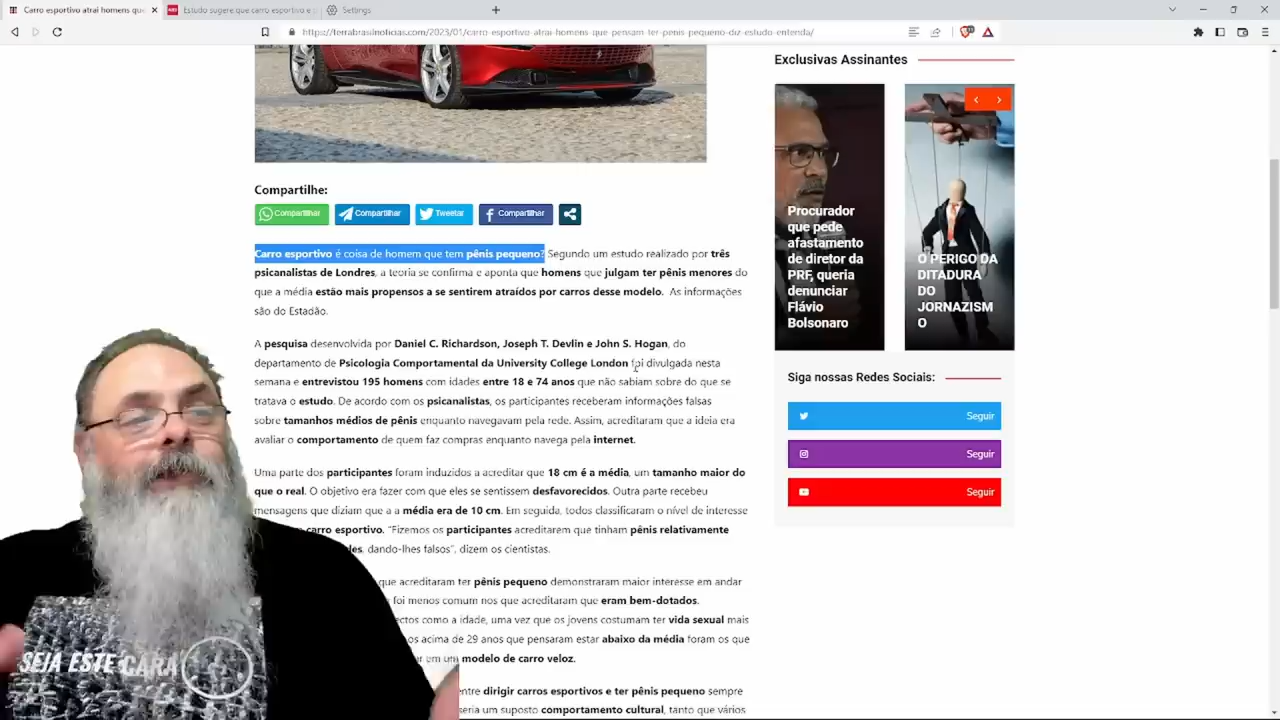 Carro esportivo atrai homens que
Estudo sugere que carro esportivo e p
Settings
https://terrabrasilnoticias.com/2023/01/carro-esportivo-atrai-homens-que-pensam-ter-penis-pequeno-diz-estudo-entenda/
Compartilhe:
Compartilhar
Compartilhar
Tweetar
Compartilhar
Carro esportivo é coisa de homem que tem pênis pequeno? Segundo um estudo realizado por três
psicanalistas de Londres, a teoria se confirma e aponta que homens que julgam ter pênis menores do
que a média estão mais propensos a se sentirem atraídos por carros desse modelo. As informações
são do Estadão.
A pesquisa desenvolvida por Daniel C. Richardson, Joseph T. Devlin e John S. Hogan, do
departamento de Psicologia Comportamental da University College London foi divulgada nesta
semana e entrevistou 195 homens com idades entre 18 e 74 anos que não sabiam sobre do que se
tratava o estudo. De acordo com os psicanalistas, os participantes receberam informações falsas
sobre tamanhos médios de pênis enquanto navegavam pela rede. Assim, acreditaram que a ideia era
avaliar o comportamento de quem faz compras enquanto navega pela internet.
Uma parte dos participantes foram induzidos a acreditar que 18 cm é a média, um tamanho maior do
que o real. O objetivo era fazer com que eles se sentissem desfavorecidos. Outra parte recebeu
mensagens que diziam que a a média era de 10 cm. Em seguida, todos classificaram o nível de interesse
carro esportivo. "Fizemos os participantes acreditarem que tinham pênis relativamente
dando-lhes falsos", dizem os cientistas.
que acreditaram ter pênis pequeno demonstraram maior interesse em andar
foi menos comum nos que acreditaram que eram bem-dotados.
como a idade, uma vez que os jovens costumam ter vida sexual mais
os acima de 29 anos que pensaram estar abaixo da média foram os que
em um modelo de carro veloz.
dirigir carros esportivos e ter pênis pequeno sempre
um suposto comportamento cultural, tanto que vários
SEJA ESTE CARA
Exclusivas Assinantes
Procurador
que pede
afastamento
de diretor da
PRF, queria
denunciar
Flávio
Bolsonaro
O PERIGO DA
DITADURA
DO
JORNAZISM
O
Siga nossas Redes Sociais:
Seguir
Seguir
Seguir